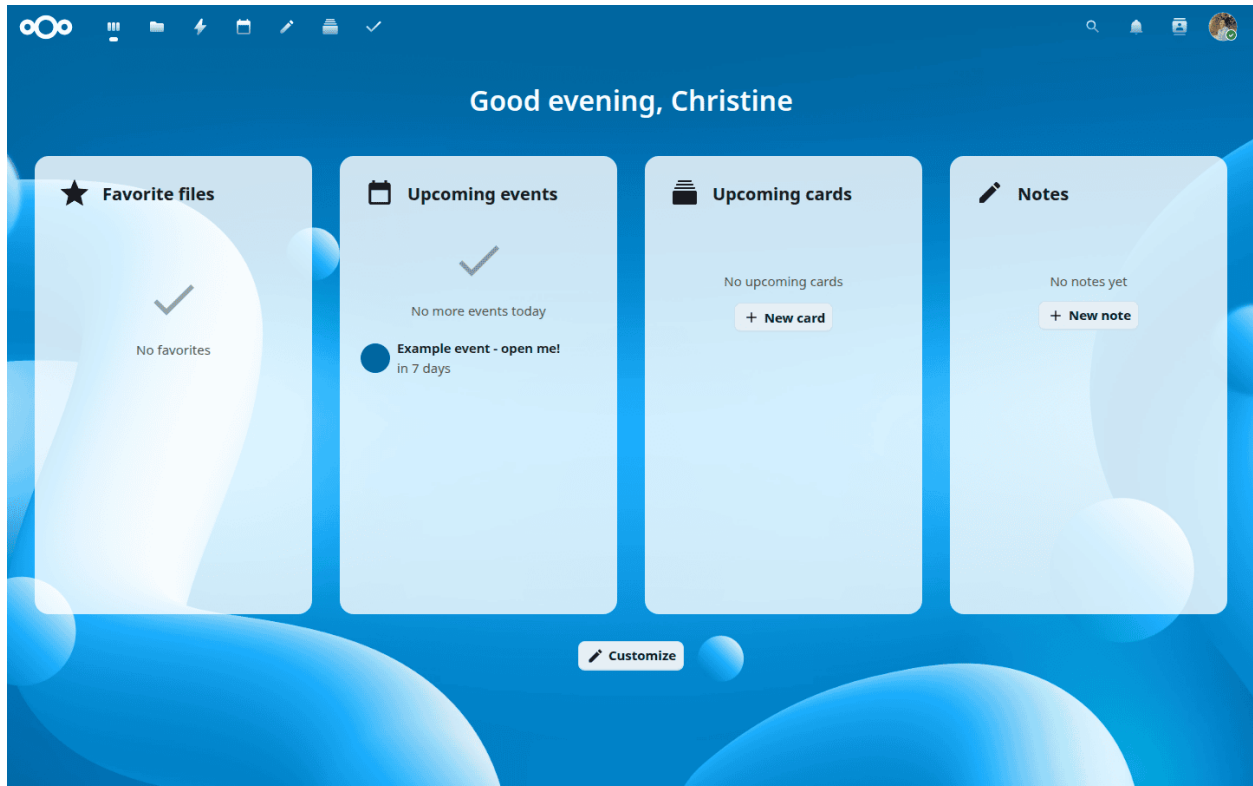 Good evening, Christine
Favorite files
No favorites
Upcoming events
No more events today
Example event - open me!
in 7 days
Upcoming cards
No upcoming cards
+ New card
Notes
No notes yet
+ New note
Customize